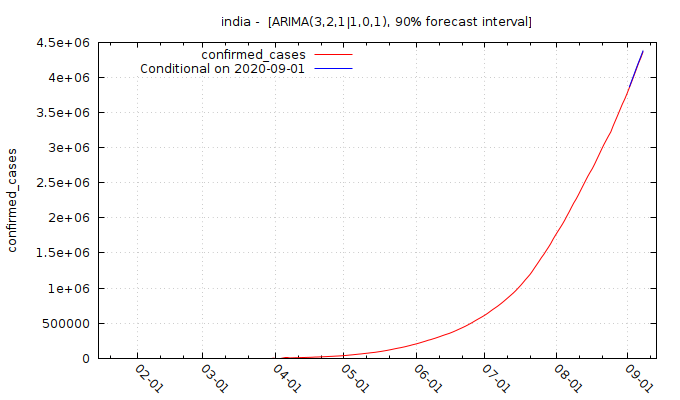 india -  [ARIMA(3,2,1|1,0,1), 90% forecast interval]
4.5e+06
4e+06
3.5e+06
3e+06
2.5e+06
2e+06
1.5e+06
1e+06
500000
0
confirmed_cases
confirmed_cases
Conditional on 2020-09-01
02-01
03-01
04-01
05-01
06-01
07-01
08-01
09-01